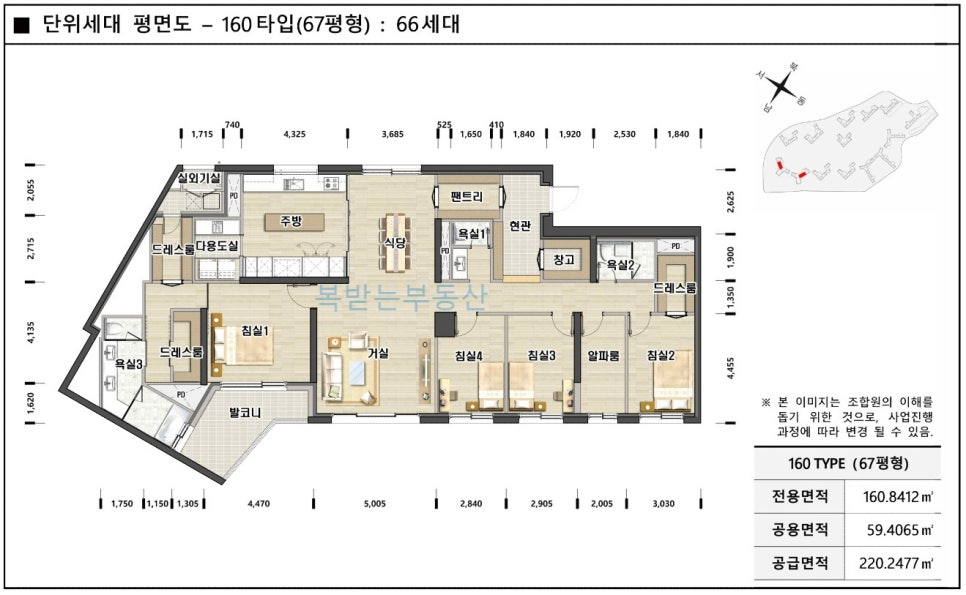 ■ 단위세대 평면도 – 160타입(67평형) : 66세대
북
서
동
남
1,715
740
4,325
3,685
525
1,650
410
1,840
1,920
2,530
1,840
2,055
2,715
4,135
1,620
2,625
1,900
1,350
4,455
실외기실
PD
주방
식당
팬트리
현관
드레스룸
다용도실
PD
욕실1
창고
욕실2
PD
드레스룸
복받는부동산
침실1
거실
침실4
침실3
알파룸
침실2
드레스룸
욕실3
PD
발코니
1,750
1,150
1,305
4,470
5,005
2,840
2,905
2,005
3,030
※ 본 이미지는 조합원의 이해를
돕기 위한 것으로, 사업진행
과정에 따라 변경 될 수 있음.
160 TYPE (67평형)
전용면적 160.8412㎡
공용면적 59.4065㎡
공급면적 220.2477㎡